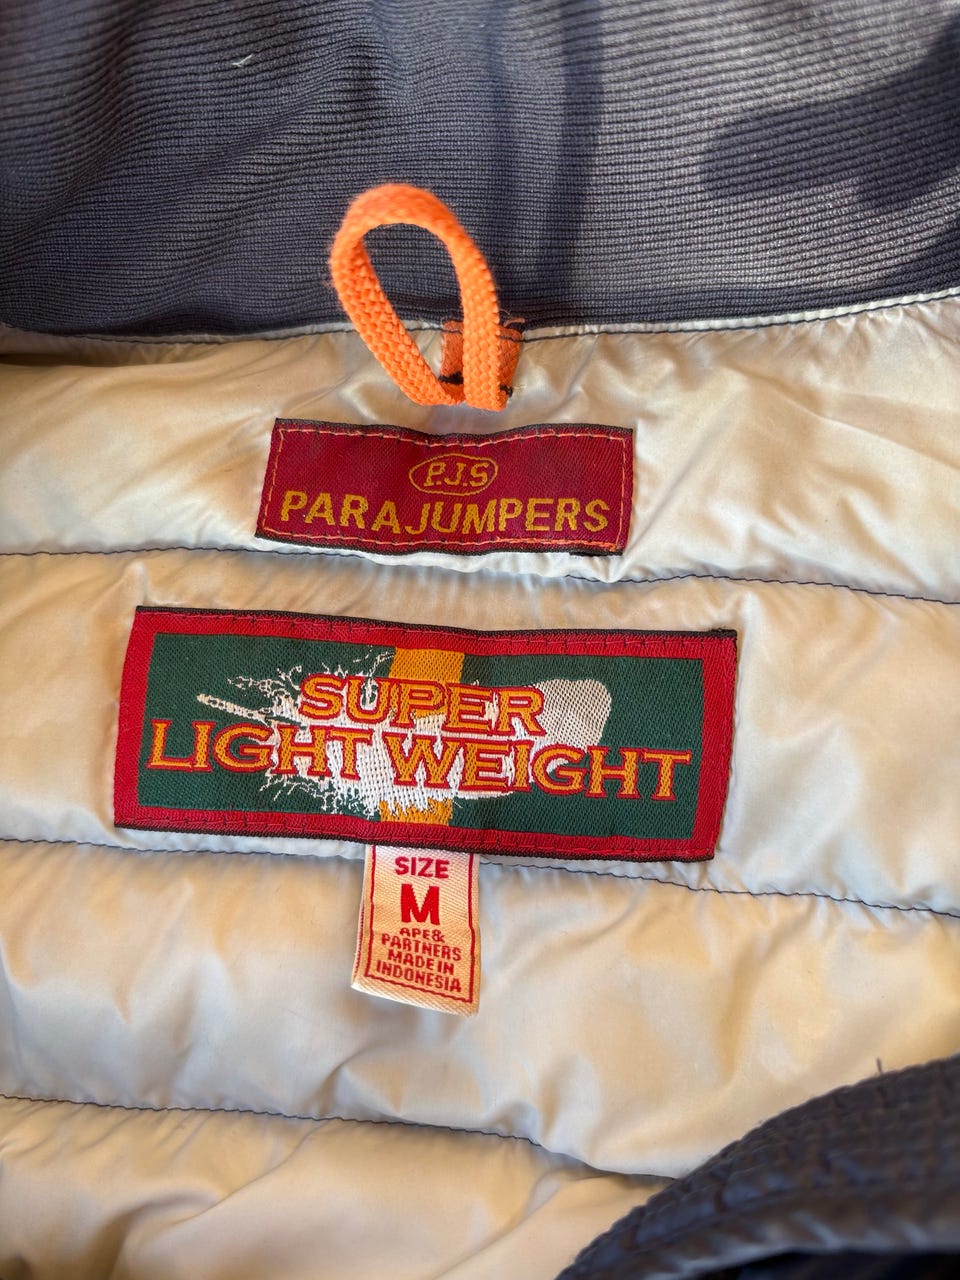 P.J.S
PARAJUMPERS
SUPER
LIGHT WEIGHT
SIZE
M
APE&
PARTNERS
MADE IN
INDONESIA